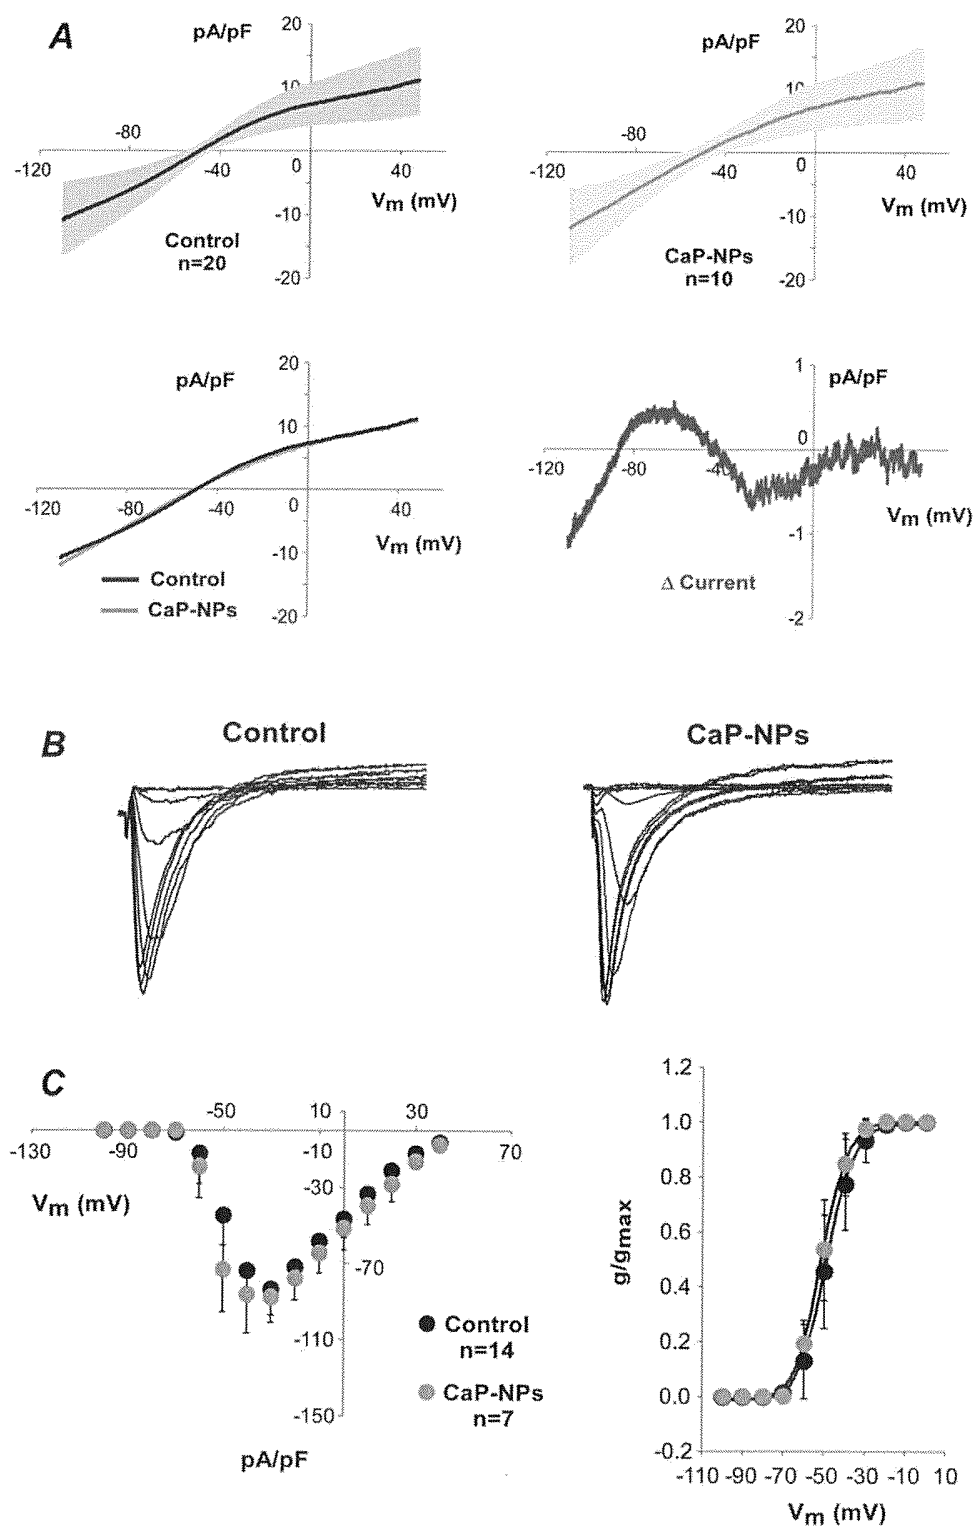 A
pA/pF
20
10
-80
-120
-40
0
40
Vm (mV)
-10
Control
n=20
-20
pA/pF
20
10
-80
-120
-40
0
40
Vm (mV)
-10
CaP-NPs
n=10
-20
pA/pF
20
10
-120
-80
-40
0
40
Vm (mV)
-10
Control
CaP-NPs
-20
1
pA/pF
0
-120
-80
-40
40
Vm (mV)
-1
Δ Current
-2
B
Control
CaP-NPs
C
-50
10
30
-130
-90
-10
-10
70
Vm (mV)
-30
-70
-110
-150
Control
n=14
CaP-NPs
n=7
pA/pF
1.2
1.0
0.8
0.6
0.4
0.2
0.0
-0.2
g/gmax
-110 -90 -70 -50 -30 -10 10
Vm (mV)